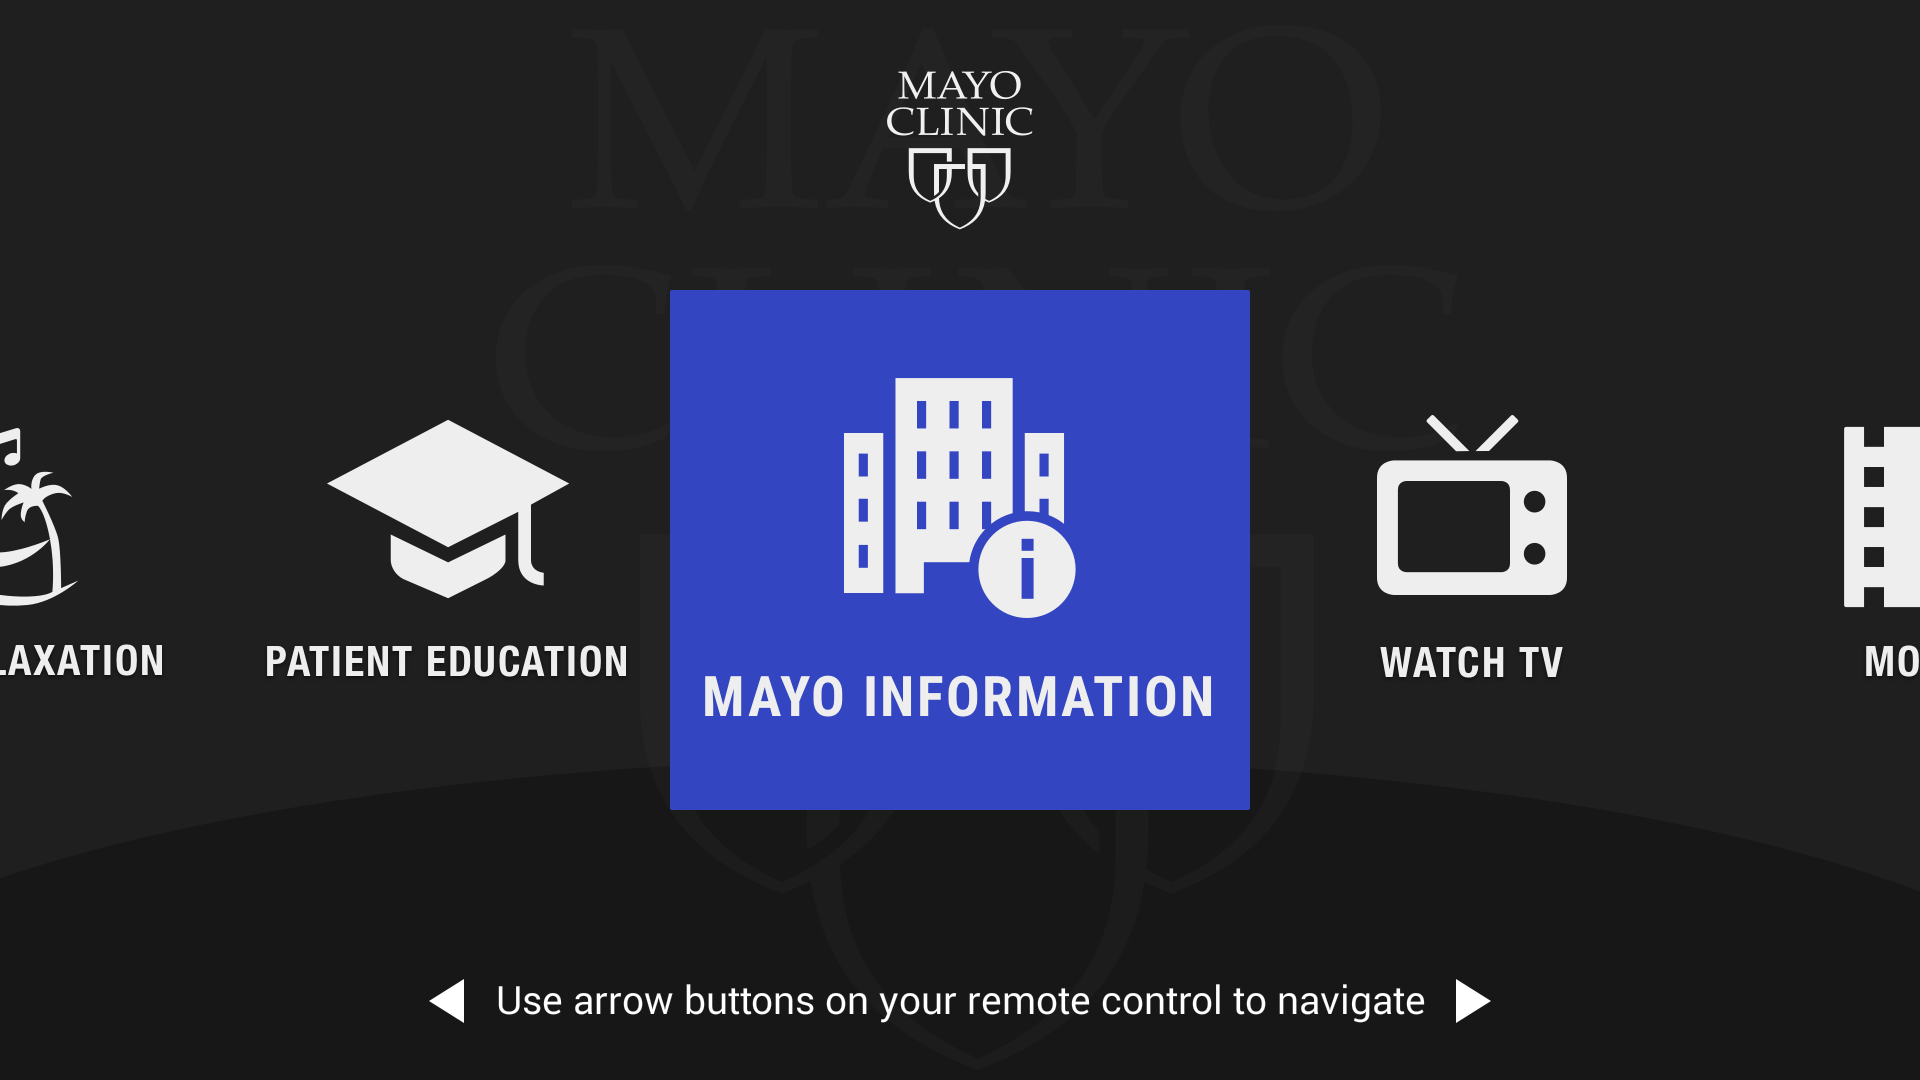 MAYO
CLINIC
LAXATION
PATIENT EDUCATION
MAYO INFORMATION
WATCH TV
MO
Use arrow buttons on your remote control to navigate